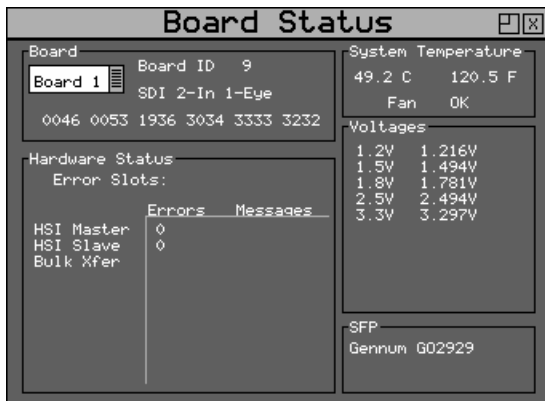 Board Status
Board
Board 1
Board ID 9
SDI 2-In 1-Eye
0046 0053 1936 3034 3333 3232
Hardware Status
Error Slots:
Errors Messages
HSI Master 0
HSI Slave 0
Bulk Xfer
System Temperature
49.2 C 120.5 F
Fan OK
Voltages
1.2V 1.216V
1.5V 1.494V
1.8V 1.781V
2.5V 2.494V
3.3V 3.297V
SFP
Gennum GO2929